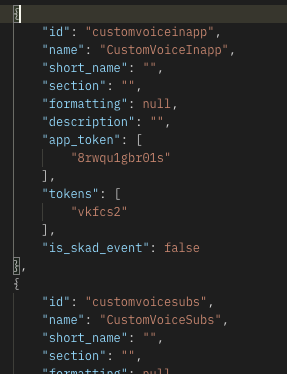 {
"id": "customvoiceinapp",
"name": "CustomVoiceInapp",
"short_name": "",
"section": "",
"formatting": null,
"description": "",
"app_token": [
"8rwqu1gbr01s"
],
"tokens": [
"vkfcs2"
],
"is_skad_event": false
},
{
"id": "customvoicesubs",
"name": "CustomVoiceSubs",
"short_name": "",
"section": "",
"formatting": null